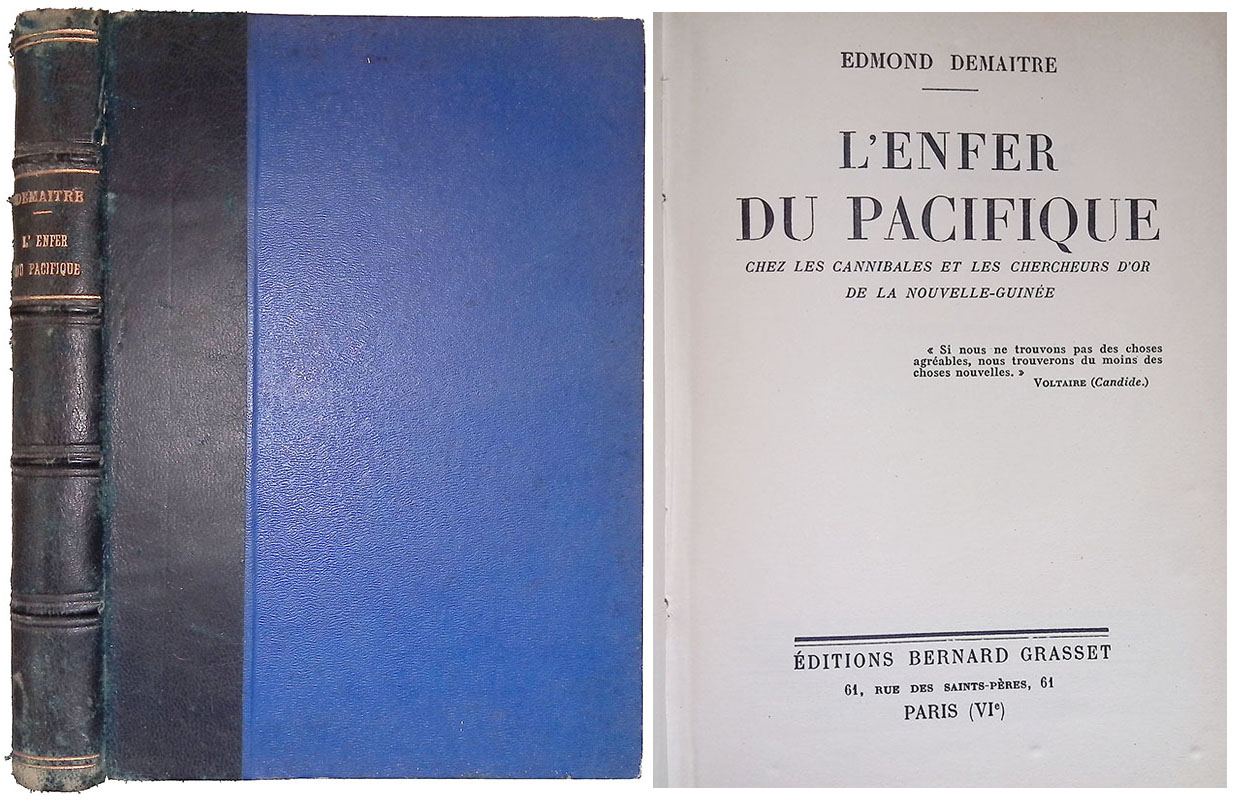 DEMAITRE
L' ENFER
DU PACIFIQUE
EDMOND DEMAITRE
L'ENFER
DU PACIFIQUE
CHEZ LES CANNIBALES ET LES CHERCHEURS D'OR
DE LA NOUVELLE-GUINÉE
« Si nous ne trouvons pas des choses
agréables, nous trouverons du moins des
choses nouvelles. »
VOLTAIRE (Candide.)
ÉDITIONS BERNARD GRASSET
61, RUE DES SAINTS-PÈRES, 61
PARIS (VIe)